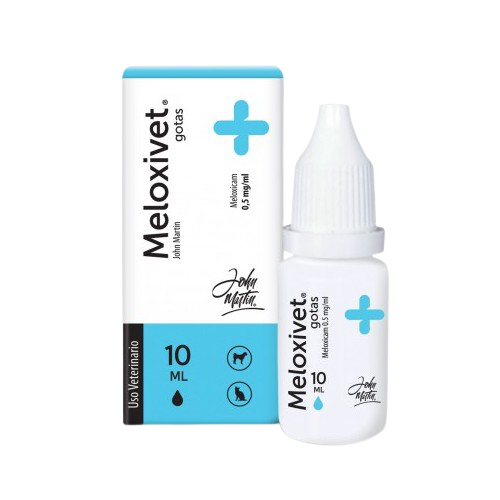 Meloxivet®
gotas
John Martin
Meloxicam
0,5 mg/ml
John
Martin®
Uso Veterinario
10
ML
Meloxivet®
gotas
Meloxicam 0.5 mg/ml
10
ML
John
Martin®